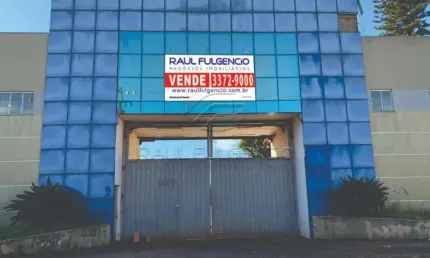 RAUL FULGENCIO
NEGÓCIOS IMOBILIÁRIOS
VENDE 3372-9000
www.raulfulgencio.com.br
RAUL FULGENCIO